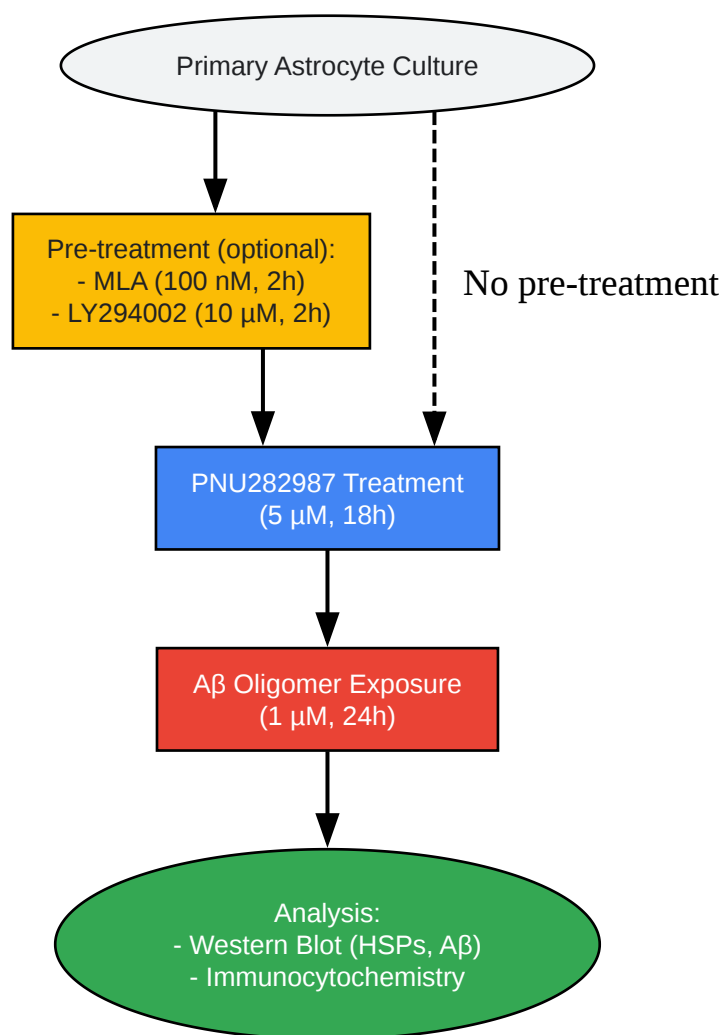 Primary Astrocyte Culture
Pre-treatment (optional):
- MLA (100 nM, 2h)
- LY294002 (10 µM, 2h)
No pre-treatment
PNU282987 Treatment
(5 µM, 18h)
Aβ Oligomer Exposure
(1 µM, 24h)
Analysis:
- Western Blot (HSPs, Aβ)
- Immunocytochemistry